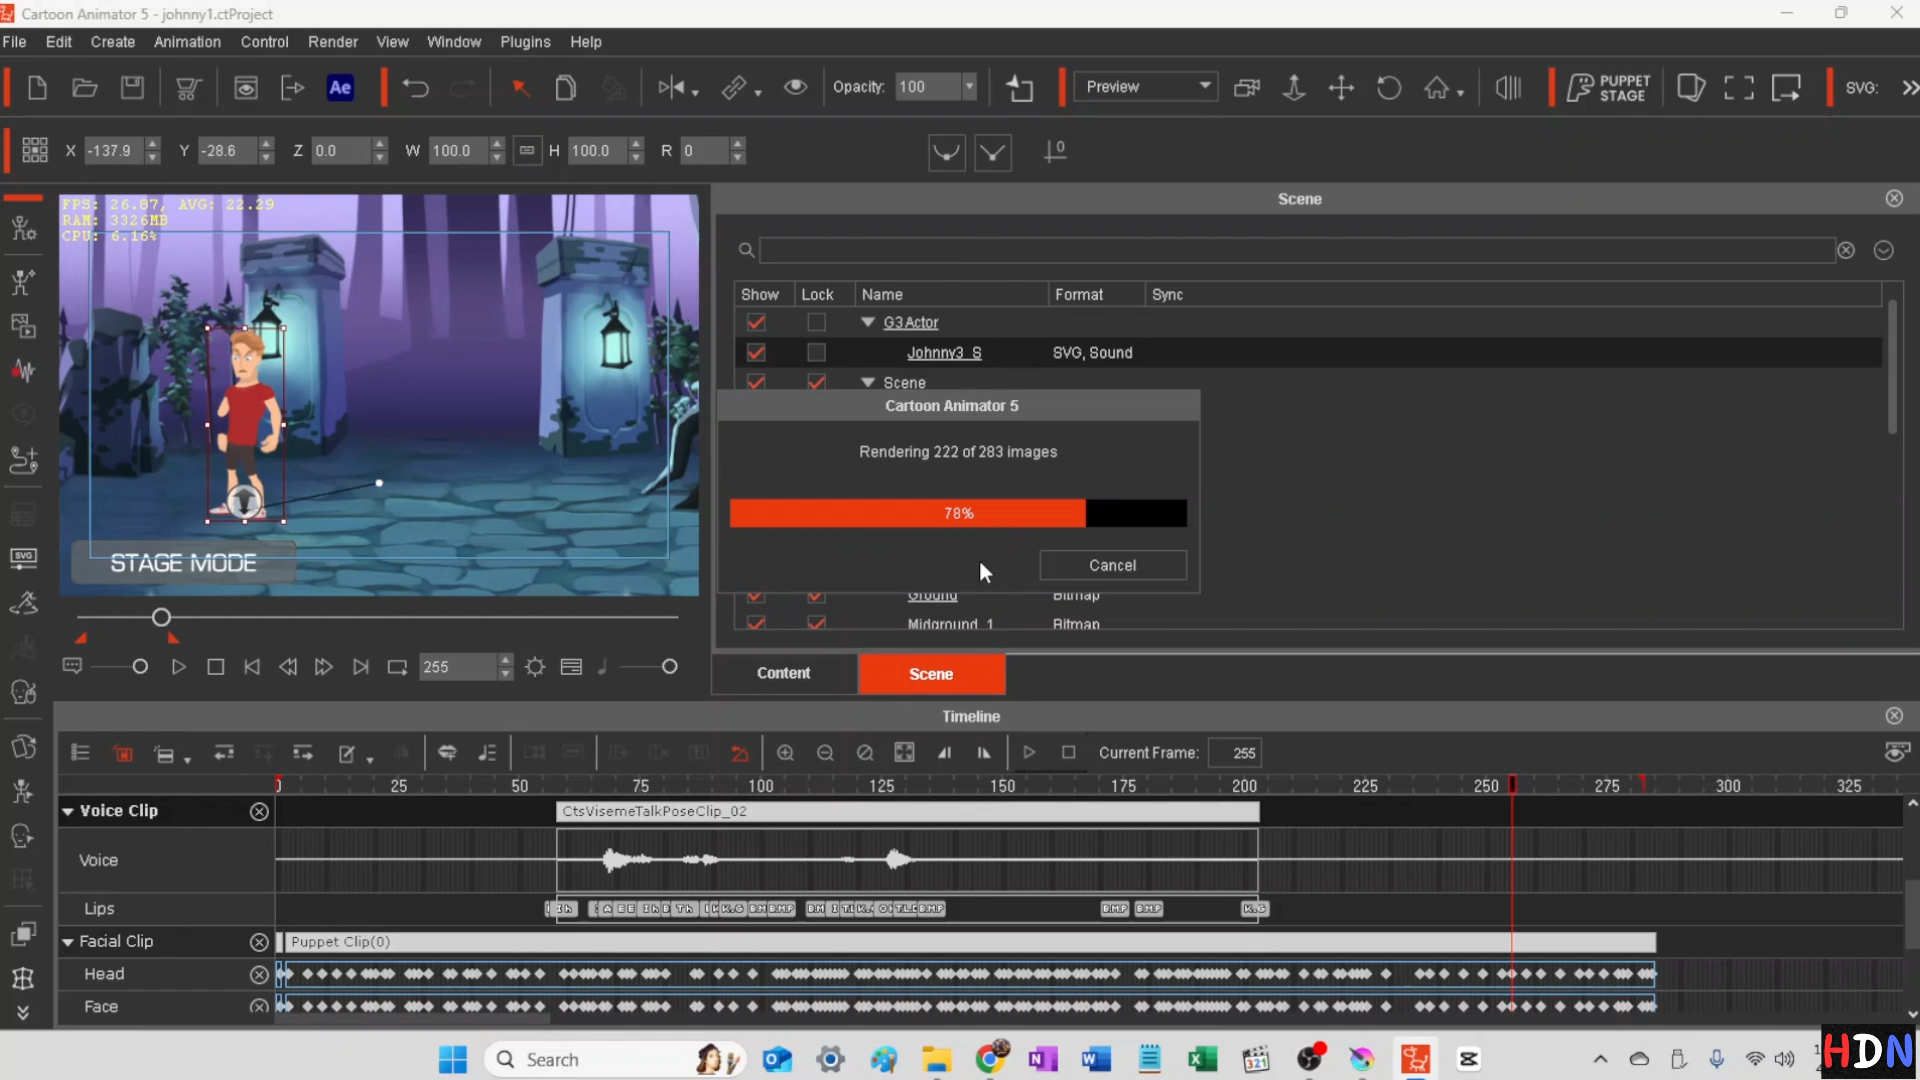 Cartoon Animator 5 - johnny1.ctProject
File Edit Create Animation Control Render View Window Plugins Help
Ae Opacity: 100 Preview PUPPET STAGE SVG:
X -137.9 Y -28.6 Z 0.0 W 100.0 H 100.0 R 0 0
FPS: 26.87, AVG: 22.29
RAM: 3326MB
CPU: 6.16%
STAGE MODE
255
Scene
Show Lock Name Format Sync
G3Actor
Johnny3_S SVG, Sound
Scene
Cartoon Animator 5
Rendering 222 of 283 images
78%
Cancel
Ground Bitmap
Midground_1 Bitmap
Content Scene
SVG
Timeline
Current Frame: 255
0 25 50 75 100 125 150 175 200 225 250 275 300 325
Voice Clip CtsVisemeTalkPoseClip_02
Voice
Lips
Facial Clip Puppet Clip(0)
Head
Face
Search
321
HDN